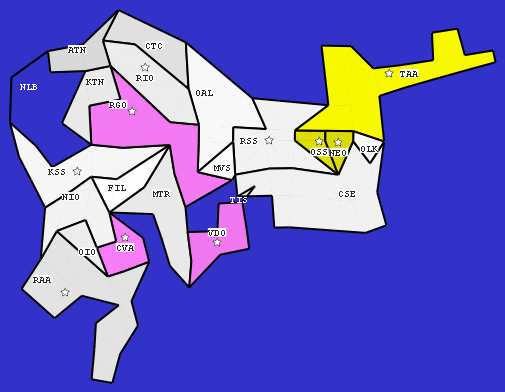 CTC
ATN
TAA
RIO
KTN
NLB
OAL
RGO
RSS
OSS
NEO
OLK
KSS
MVS
FIL
MTR
CSE
NIO
TIS
VDO
CVA
OIO
RAA